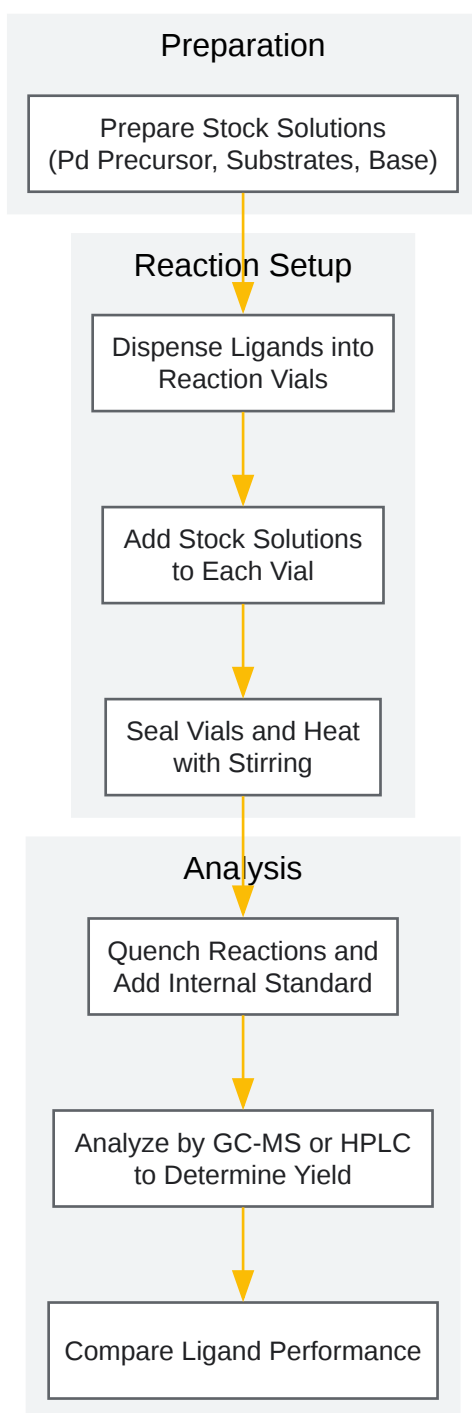 Preparation
Prepare Stock Solutions
(Pd Precursor, Substrates, Base)
Reaction Setup
Dispense Ligands into
Reaction Vials
Add Stock Solutions
to Each Vial
Seal Vials and Heat
with Stirring
Analysis
Quench Reactions and
Add Internal Standard
Analyze by GC-MS or HPLC
to Determine Yield
Compare Ligand Performance